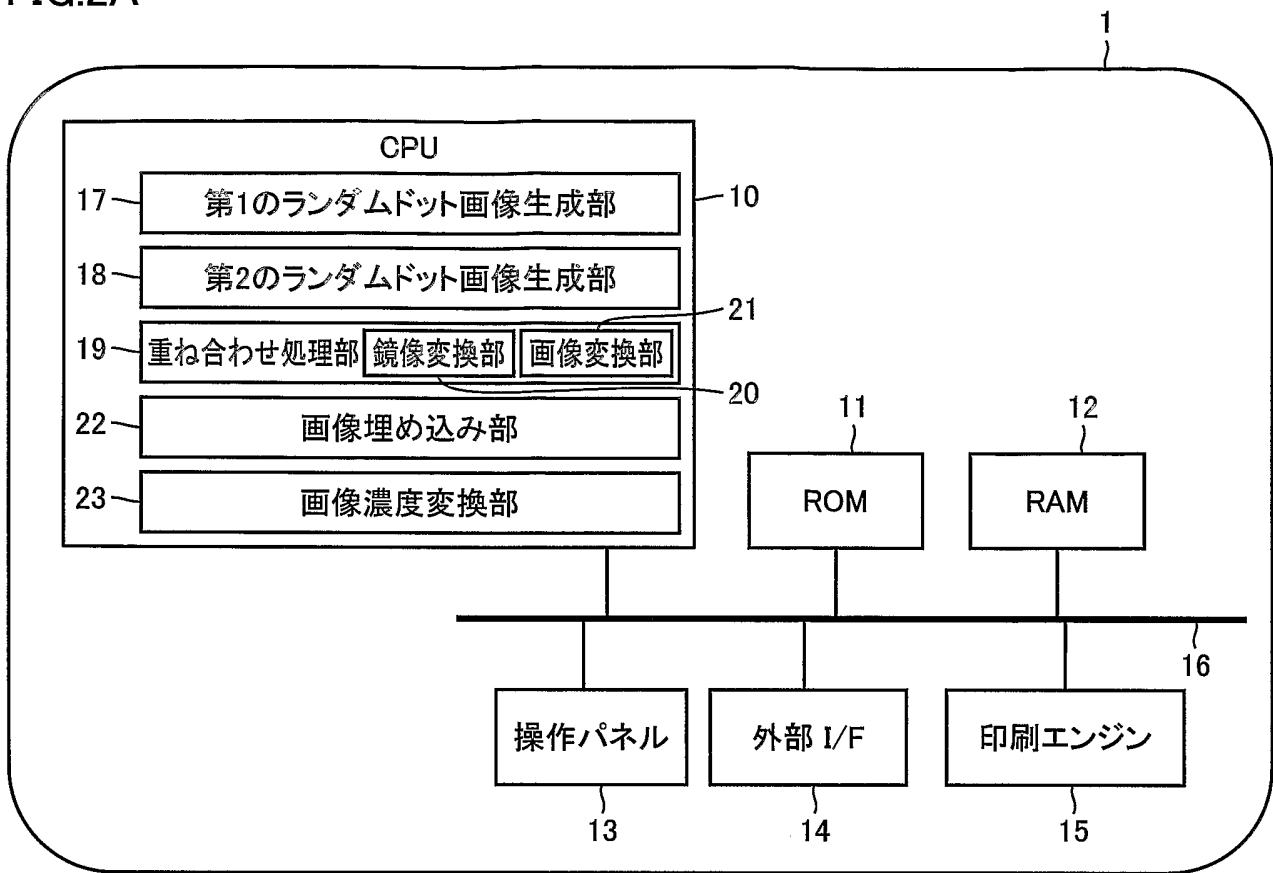 FIG.2A
1
CPU
17 第1のランダムドット画像生成部 10
18 第2のランダムドット画像生成部
21
19 重ね合わせ処理部 鏡像変換部 画像変換部
20
22 画像埋め込み部
23 画像濃度変換部
11 12
ROM RAM
16
操作パネル 外部 I/F 印刷エンジン
13 14 15